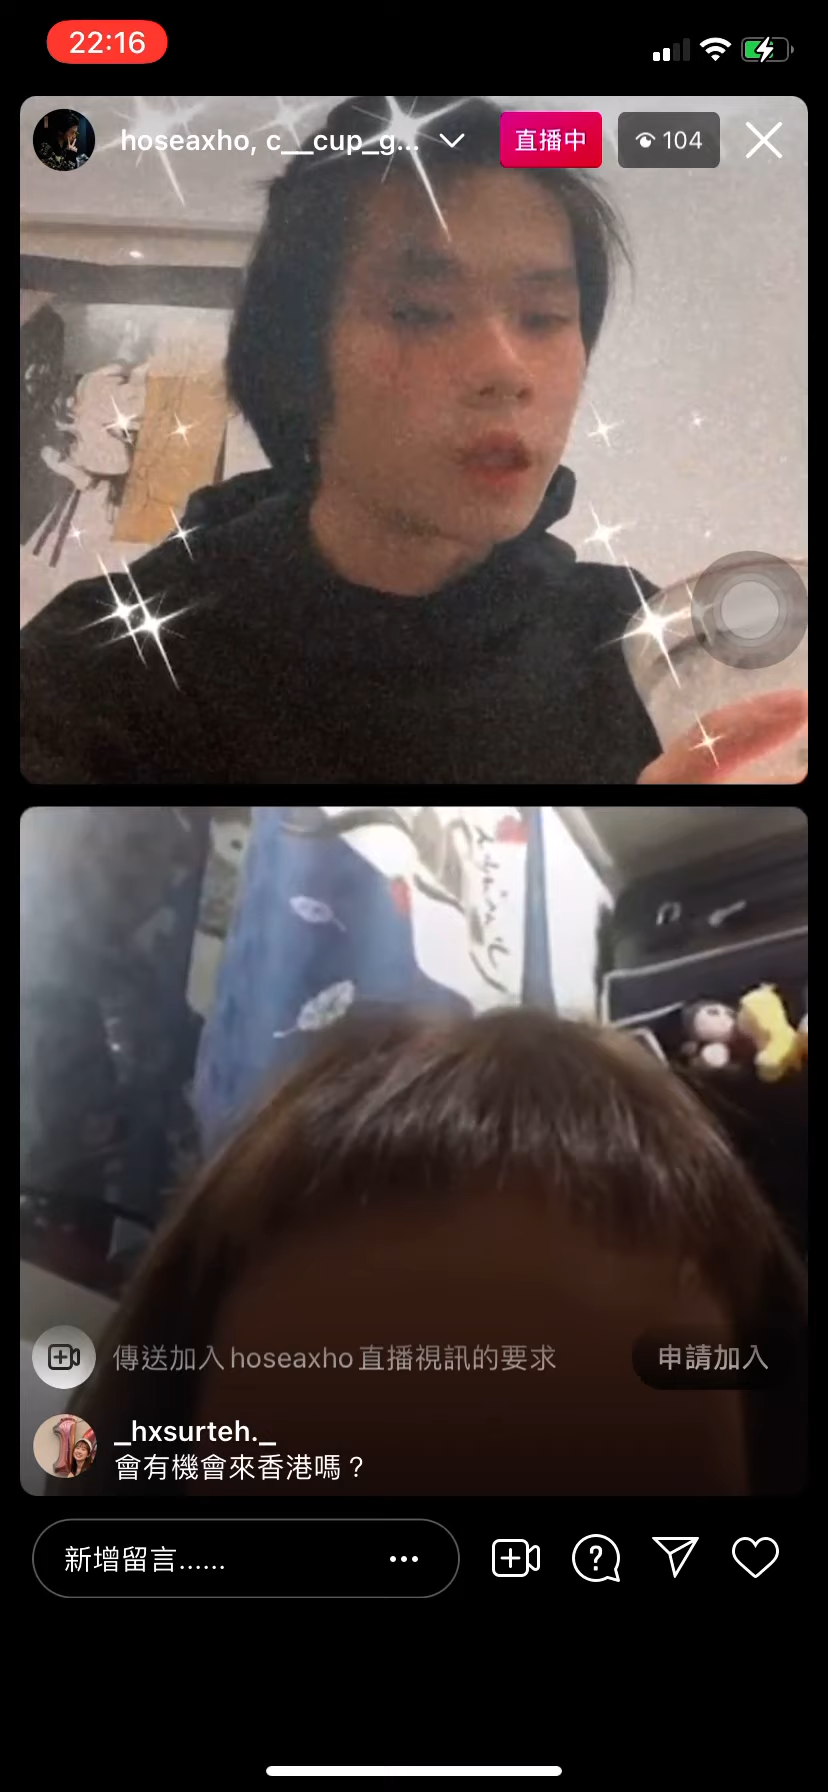 22:16
hoseaxho, c__cup_g...
直播中
104
傳送加入hoseaxho直播視訊的要求
申請加入
_hxsurteh._
會有機會來香港嗎？
新增留言......